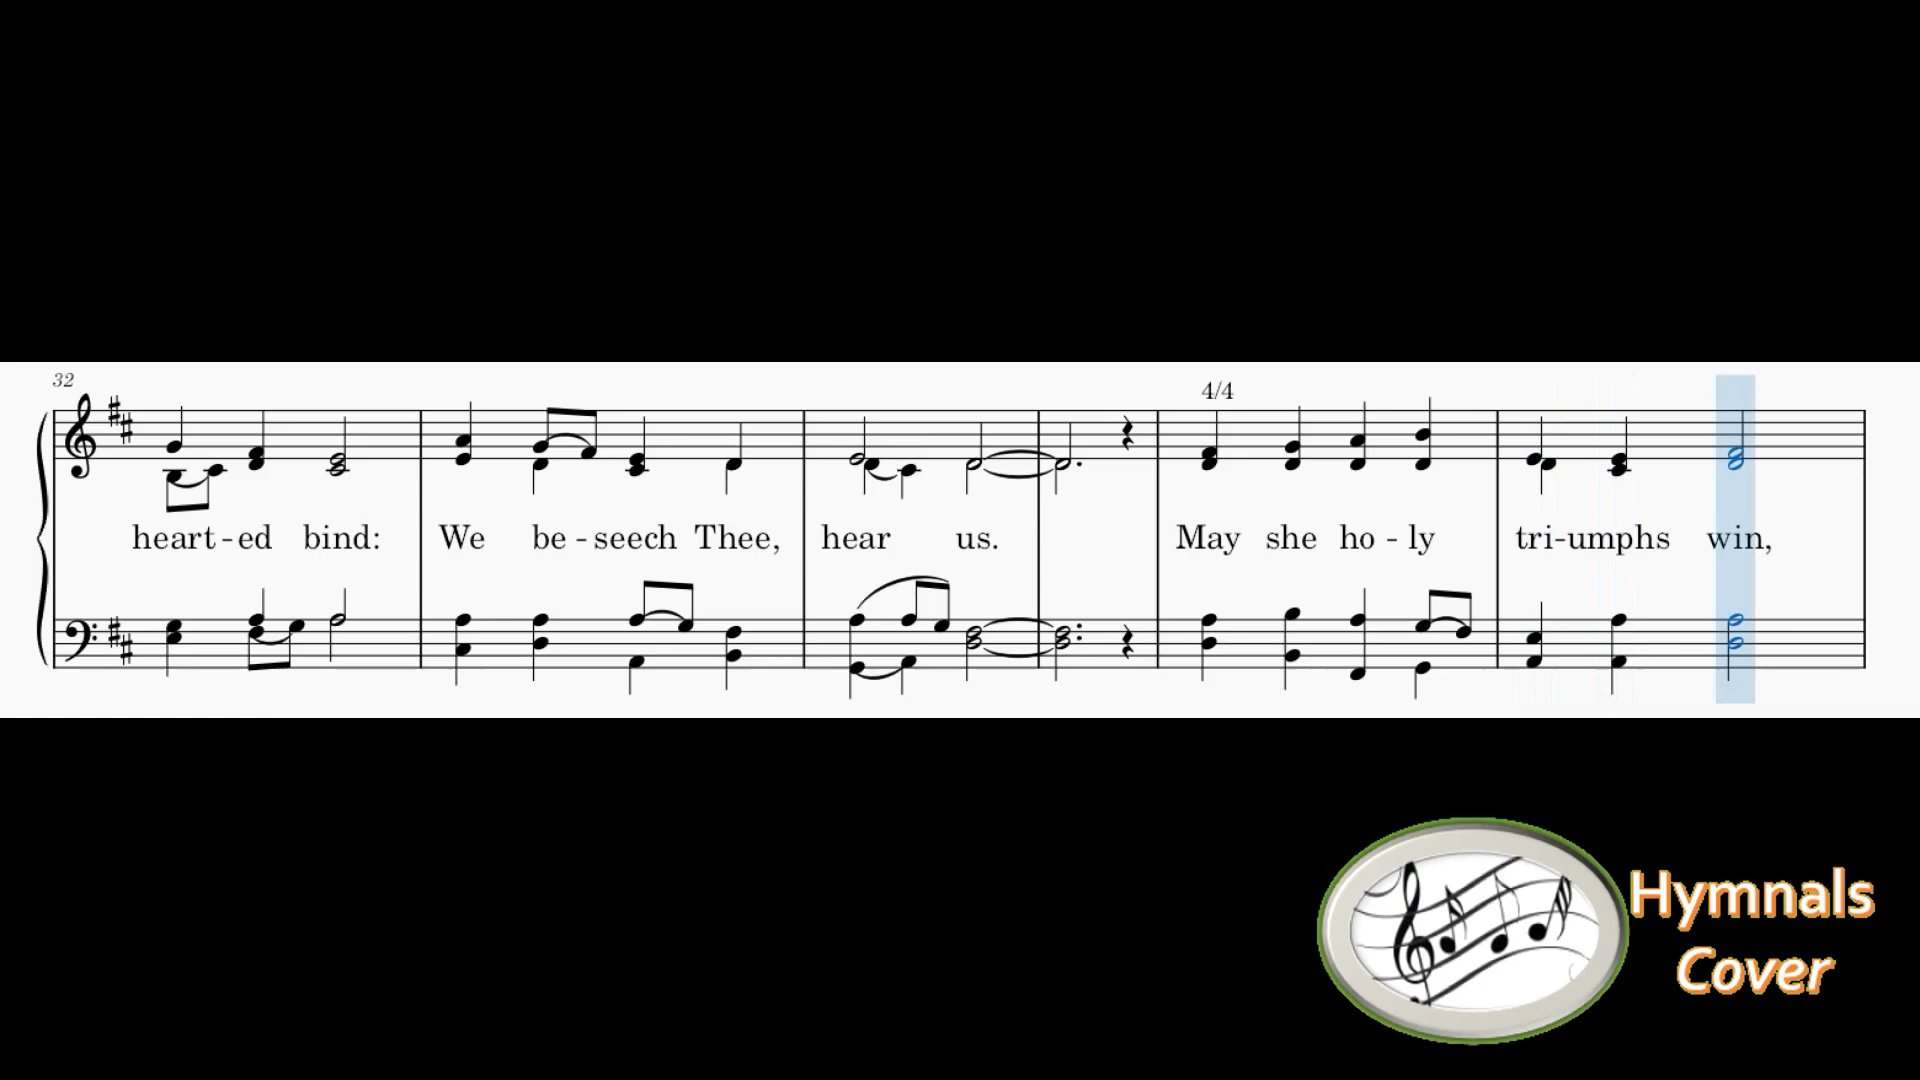 32
4/4
heart-ed bind: We be-seech Thee, hear us. May she ho-ly tri-umphs win,
Hymnals
Cover